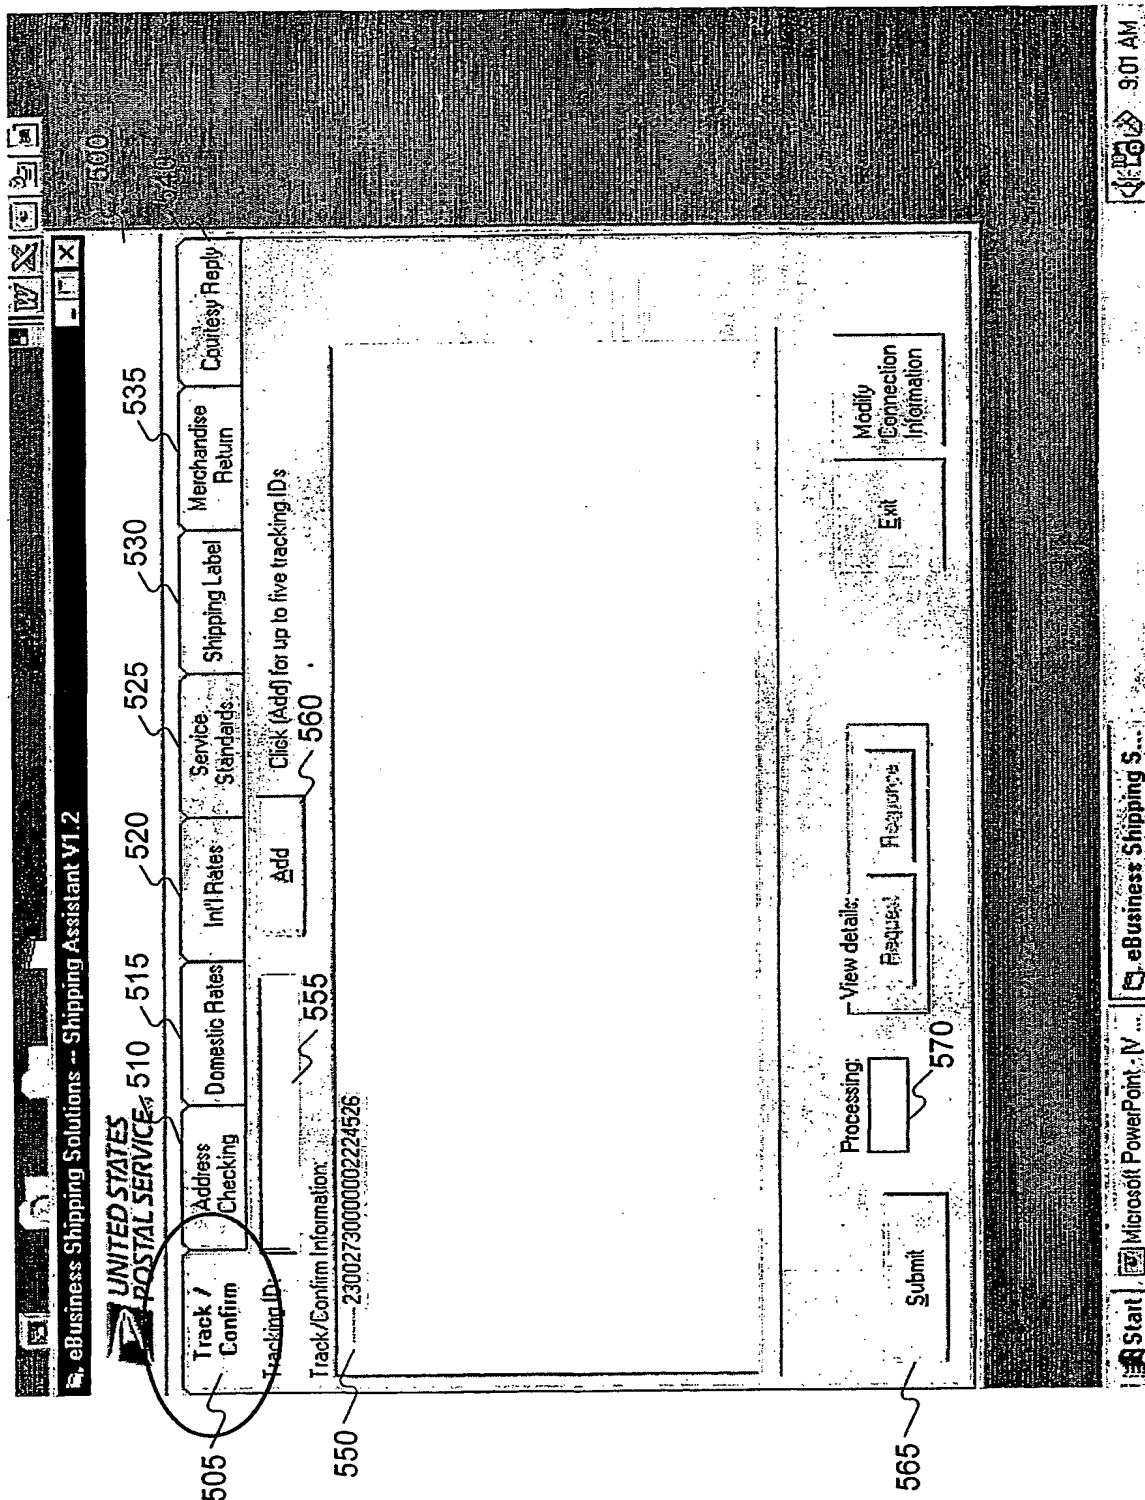 eBusiness Shipping Solutions -- Shipping Assistant V1.2
UNITED STATES
POSTAL SERVICE
500
505
510
515
520
525
530
535
540
Track /
Confirm
Address
Checking
Domestic Rates
Int'l Rates
Service
Standards
Shipping Label
Merchandise
Return
Courtesy Reply
Tracking ID:
555
Add
560
Click (Add) for up to five tracking IDs
Track/Confirm Information:
550
23002730000002224526
Submit
565
Processing:
570
View details:
Request
Response
Exit
Modify
Connection
Information
Start
Microsoft PowerPoint - [V ...
eBusiness Shipping S...
9:01 AM